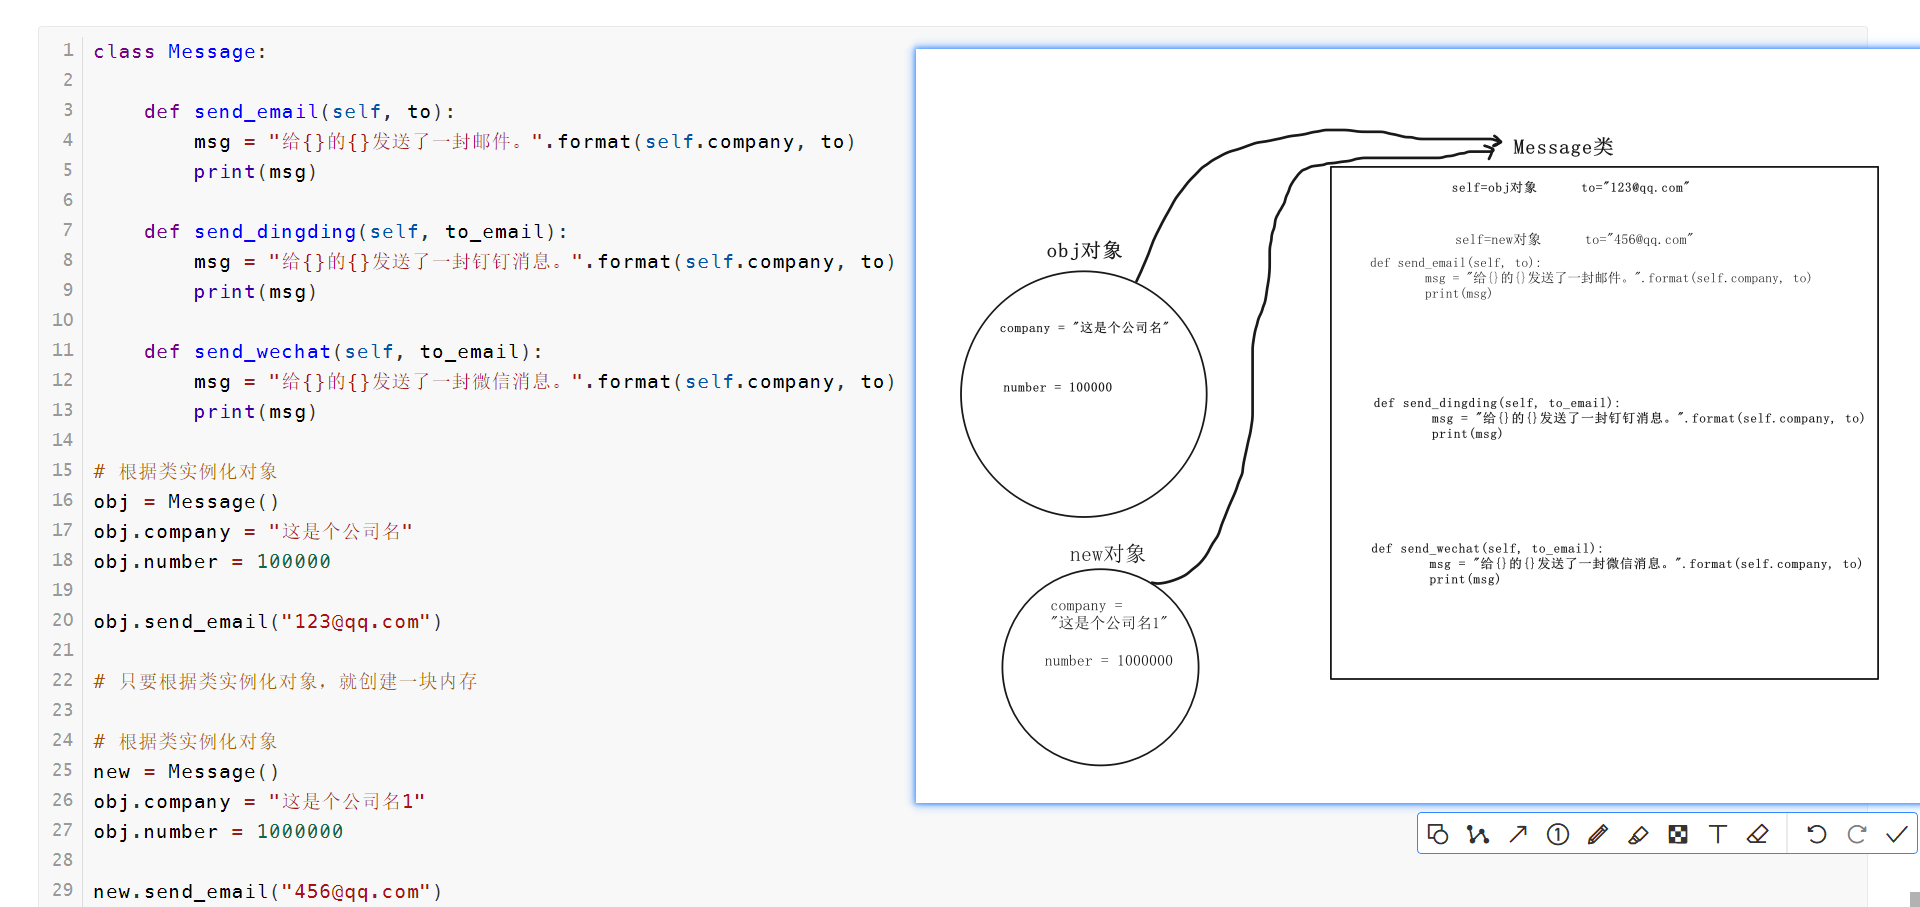 1 class Message:
2
3 def send_email(self, to):
4 msg = "给{}的{}发送了一封邮件。".format(self.company, to)
5 print(msg)
6
7 def send_dingding(self, to_email):
8 msg = "给{}的{}发送了一封钉钉消息。".format(self.company, to)
9 print(msg)
10
11 def send_wechat(self, to_email):
12 msg = "给{}的{}发送了一封微信消息。".format(self.company, to)
13 print(msg)
14
15 # 根据类实例化对象
16 obj = Message()
17 obj.company = "这是个公司名"
18 obj.number = 100000
19
20 obj.send_email("123@qq.com")
21
22 # 只要根据类实例化对象，就创建一块内存
23
24 # 根据类实例化对象
25 new = Message()
26 obj.company = "这是个公司名1"
27 obj.number = 1000000
28
29 new.send_email("456@qq.com")
obj对象
company = "这是个公司名"
number = 100000
new对象
company =
"这是个公司名1"
number = 1000000
Message类
self=obj对象 to="123@qq.com"
self=new对象 to="456@qq.com"
def send_email(self, to):
msg = "给{}的{}发送了一封邮件。".format(self.company, to)
print(msg)
def send_dingding(self, to_email):
msg = "给{}的{}发送了一封钉钉消息。".format(self.company, to)
print(msg)
def send_wechat(self, to_email):
msg = "给{}的{}发送了一封微信消息。".format(self.company, to)
print(msg)